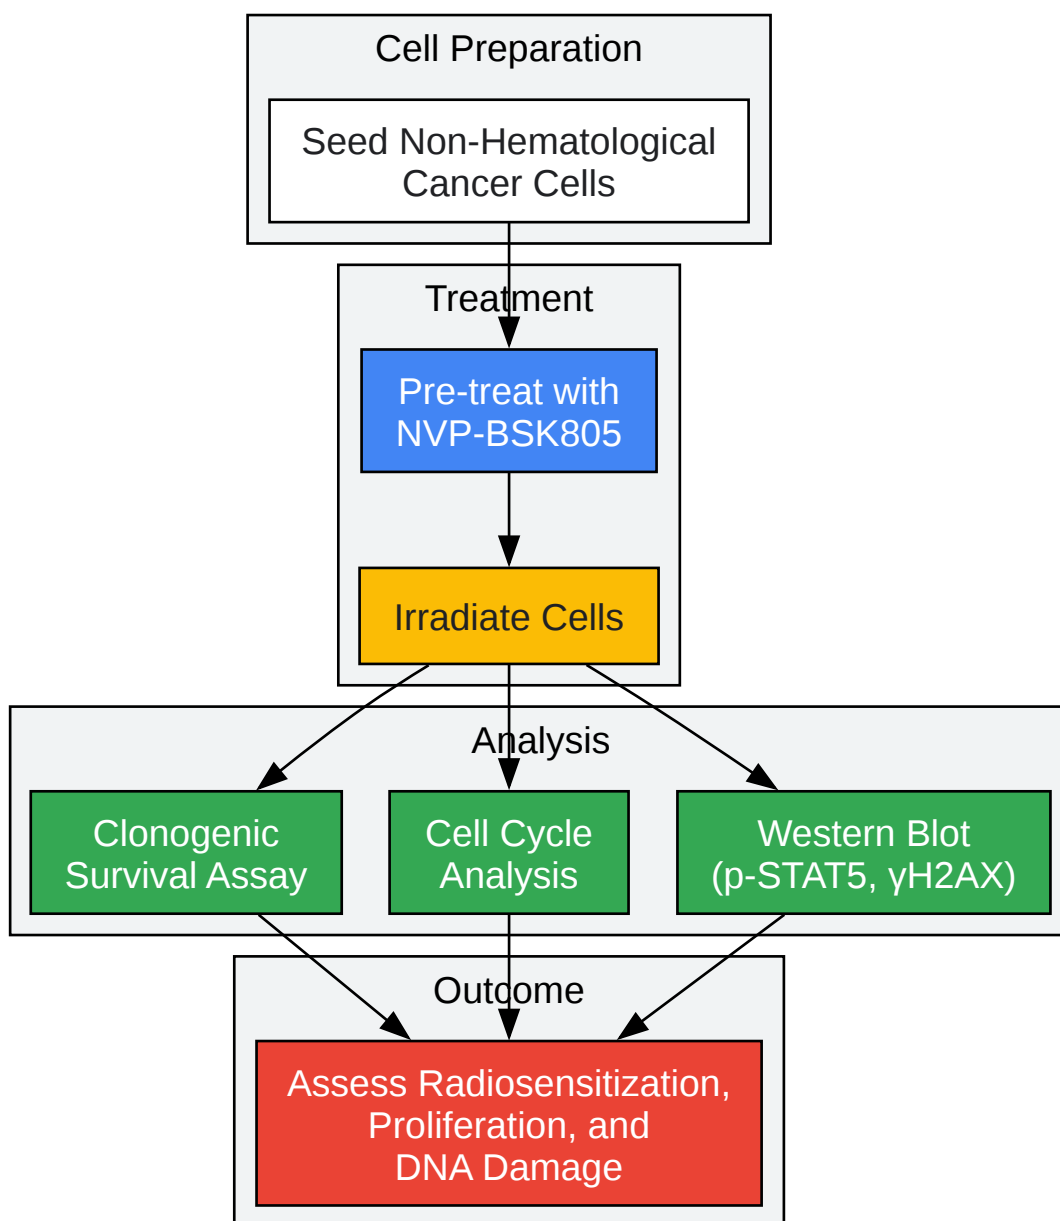 Cell Preparation
Seed Non-Hematological
Cancer Cells
Treatment
Pre-treat with
NVP-BSK805
Irradiate Cells
Analysis
Clonogenic
Survival Assay
Cell Cycle
Analysis
Western Blot
(p-STAT5, γH2AX)
Outcome
Assess Radiosensitization,
Proliferation, and
DNA Damage